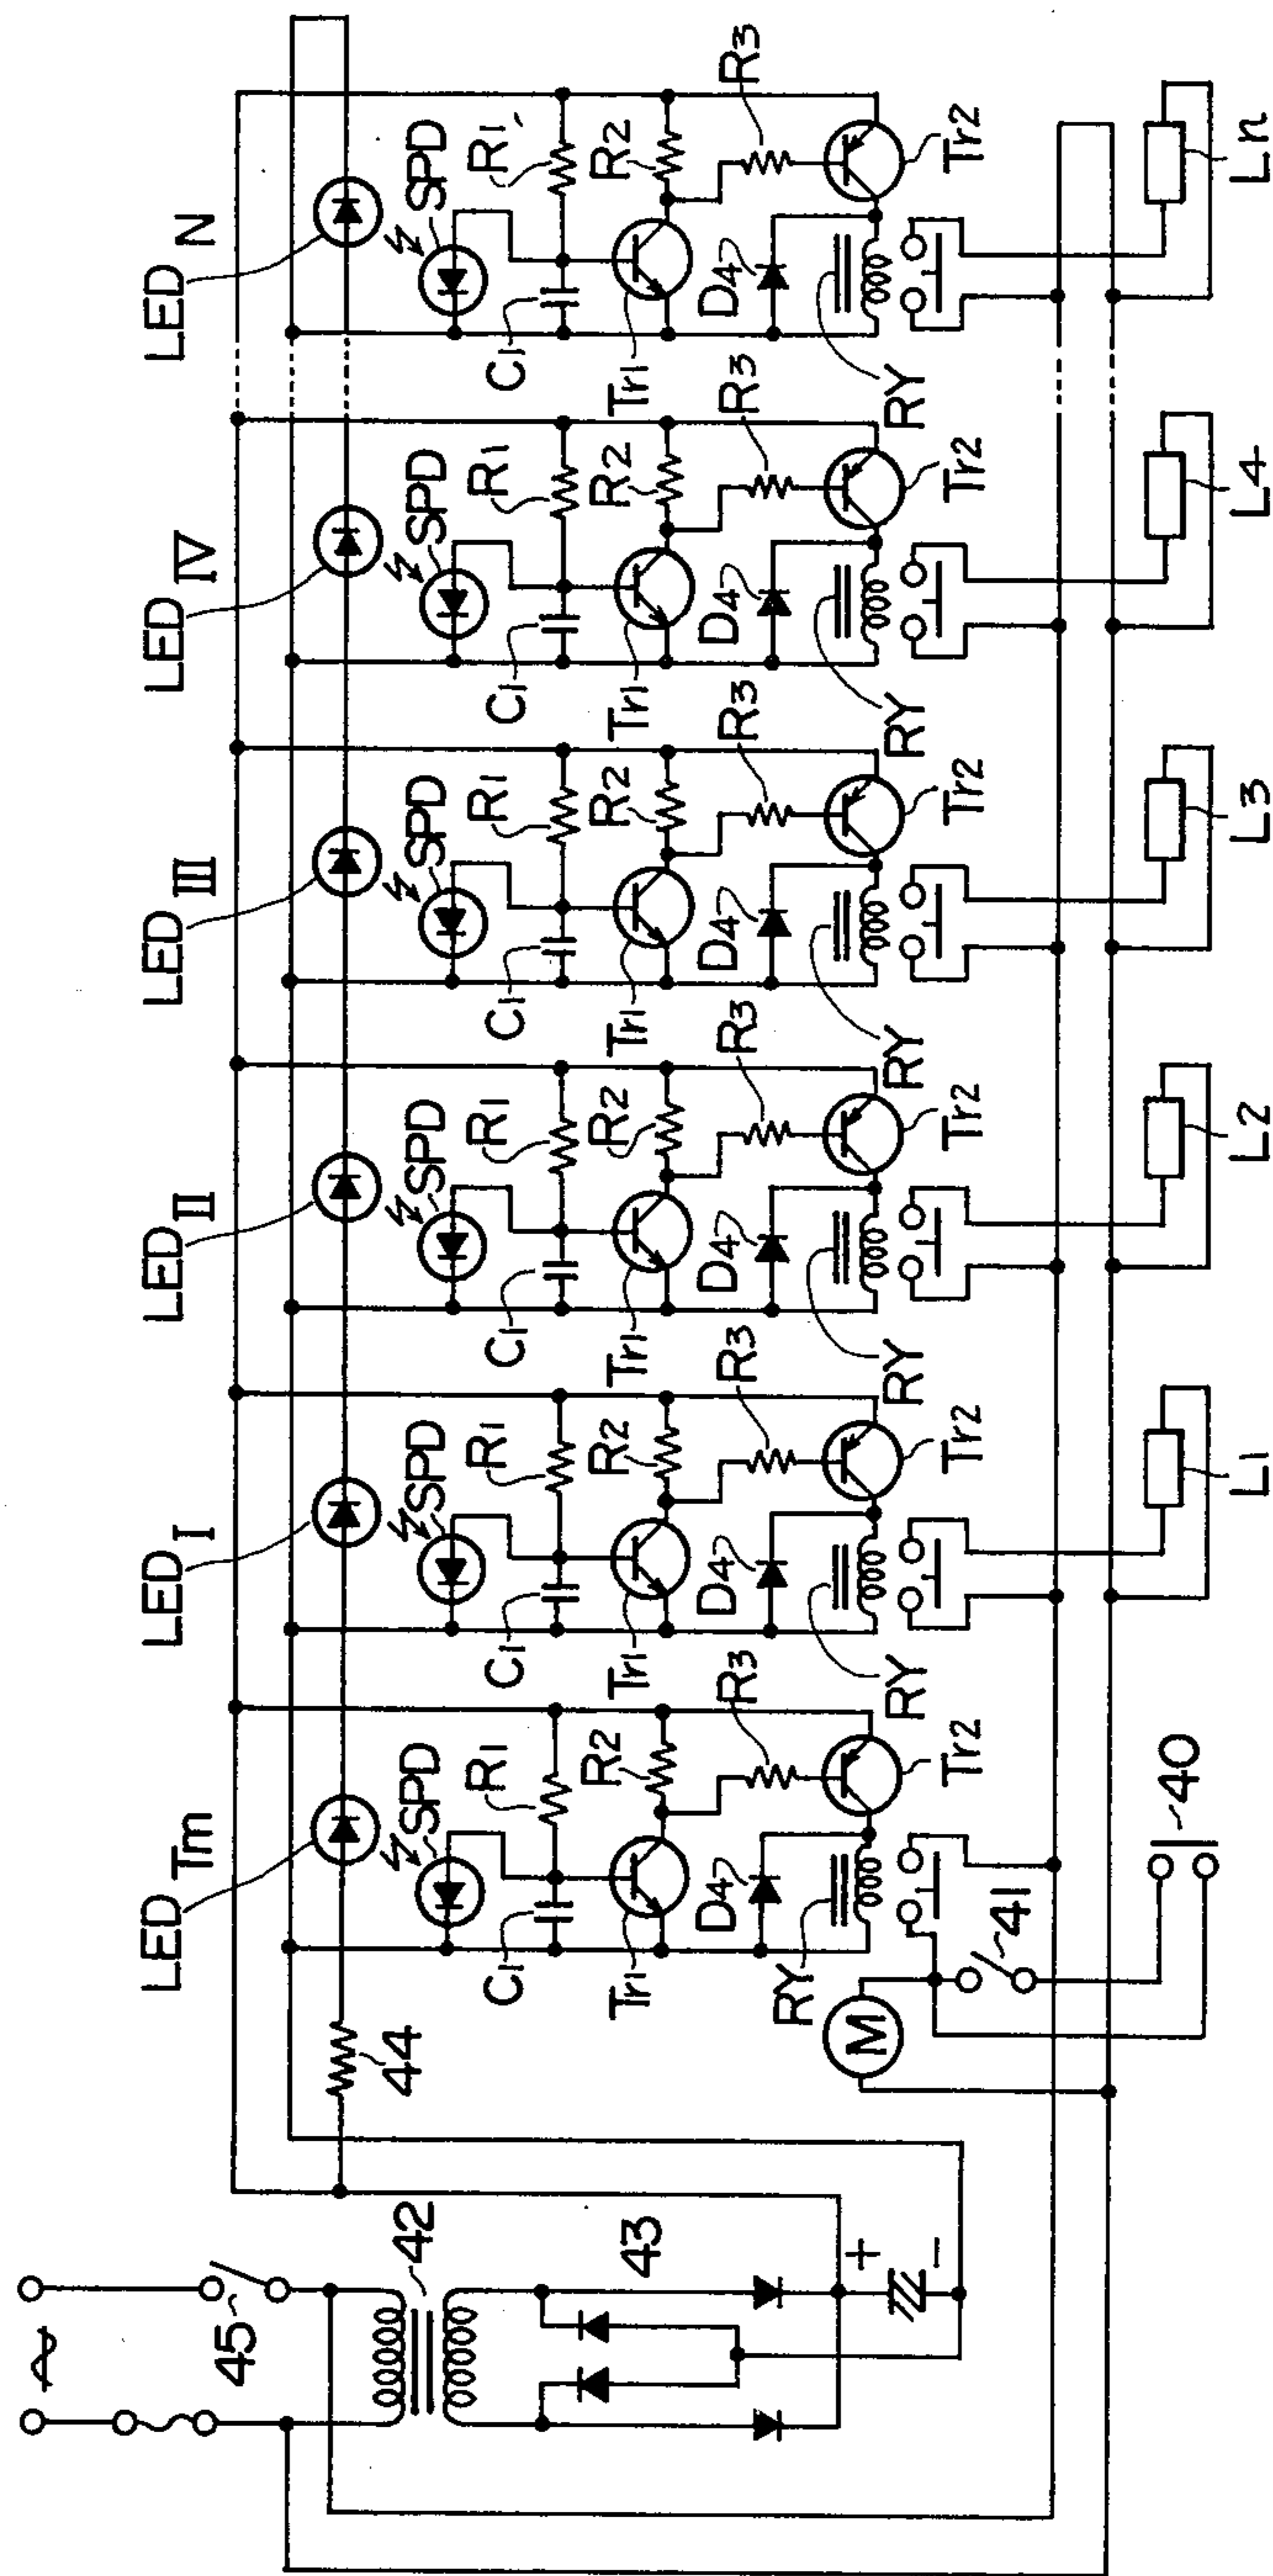 LED Tm
LED I
LED II
LED III
LED IV
LED N
SPD
SPD
SPD
SPD
SPD
SPD
R1
R1
R1
R1
R1
R1
C1
C1
C1
C1
C1
C1
R2
R2
R2
R2
R2
R2
Tr1
Tr1
Tr1
Tr1
Tr1
Tr1
R3
R3
R3
R3
R3
R3
D4
D4
D4
D4
D4
D4
Tr2
Tr2
Tr2
Tr2
Tr2
Tr2
RY
RY
RY
RY
RY
RY
45
42
43
+
-
44
M
41
40
L1
L2
L3
L4
Ln